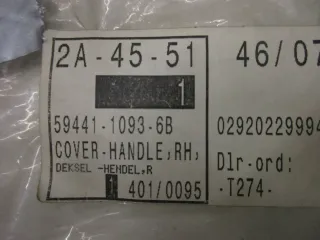 2A-45-51 46/07
1
59441-1093-6B 02920229994
COVER-HANDLE,RH,
DEKSEL -HENDEL,R Dlr-ord:
1 401/0095 -T274-